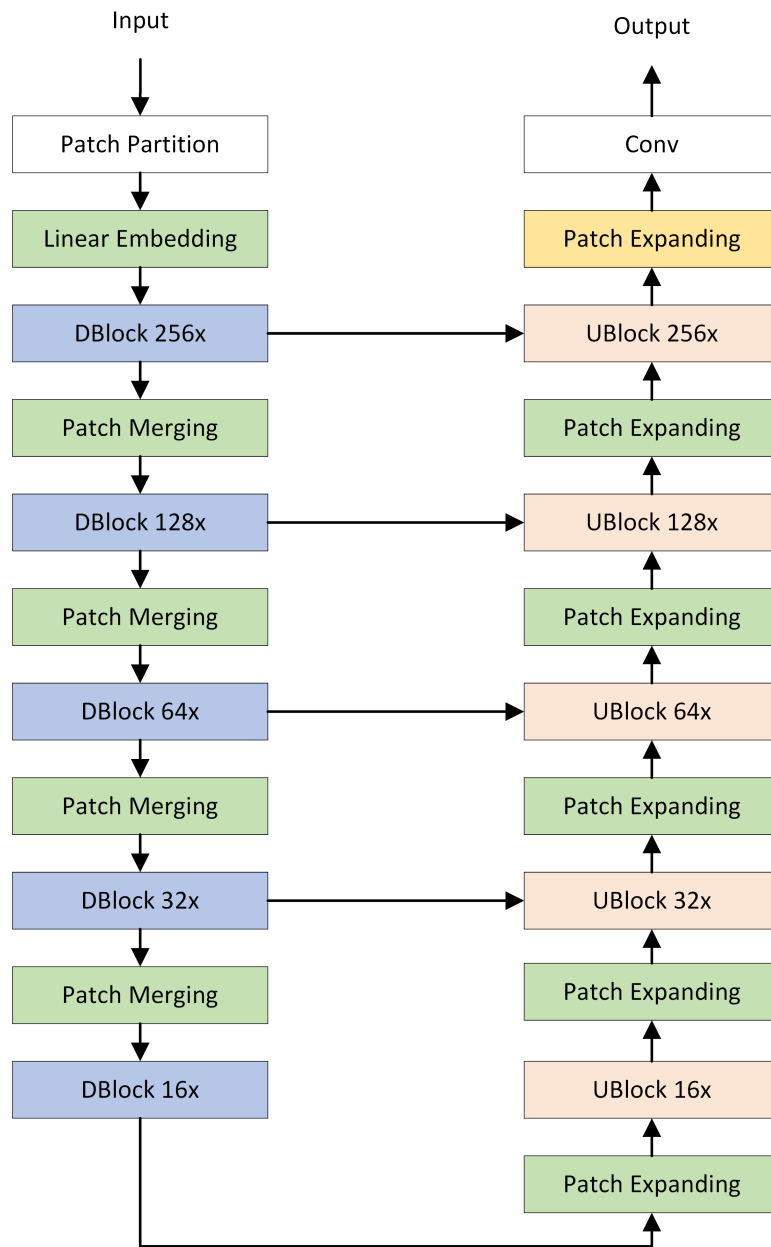 Input
Patch Partition
Linear Embedding
DBlock 256x
Patch Merging
DBlock 128x
Patch Merging
DBlock 64x
Patch Merging
DBlock 32x
Patch Merging
DBlock 16x
Output
Conv
Patch Expanding
UBlock 256x
Patch Expanding
UBlock 128x
Patch Expanding
UBlock 64x
Patch Expanding
UBlock 32x
Patch Expanding
UBlock 16x
Patch Expanding